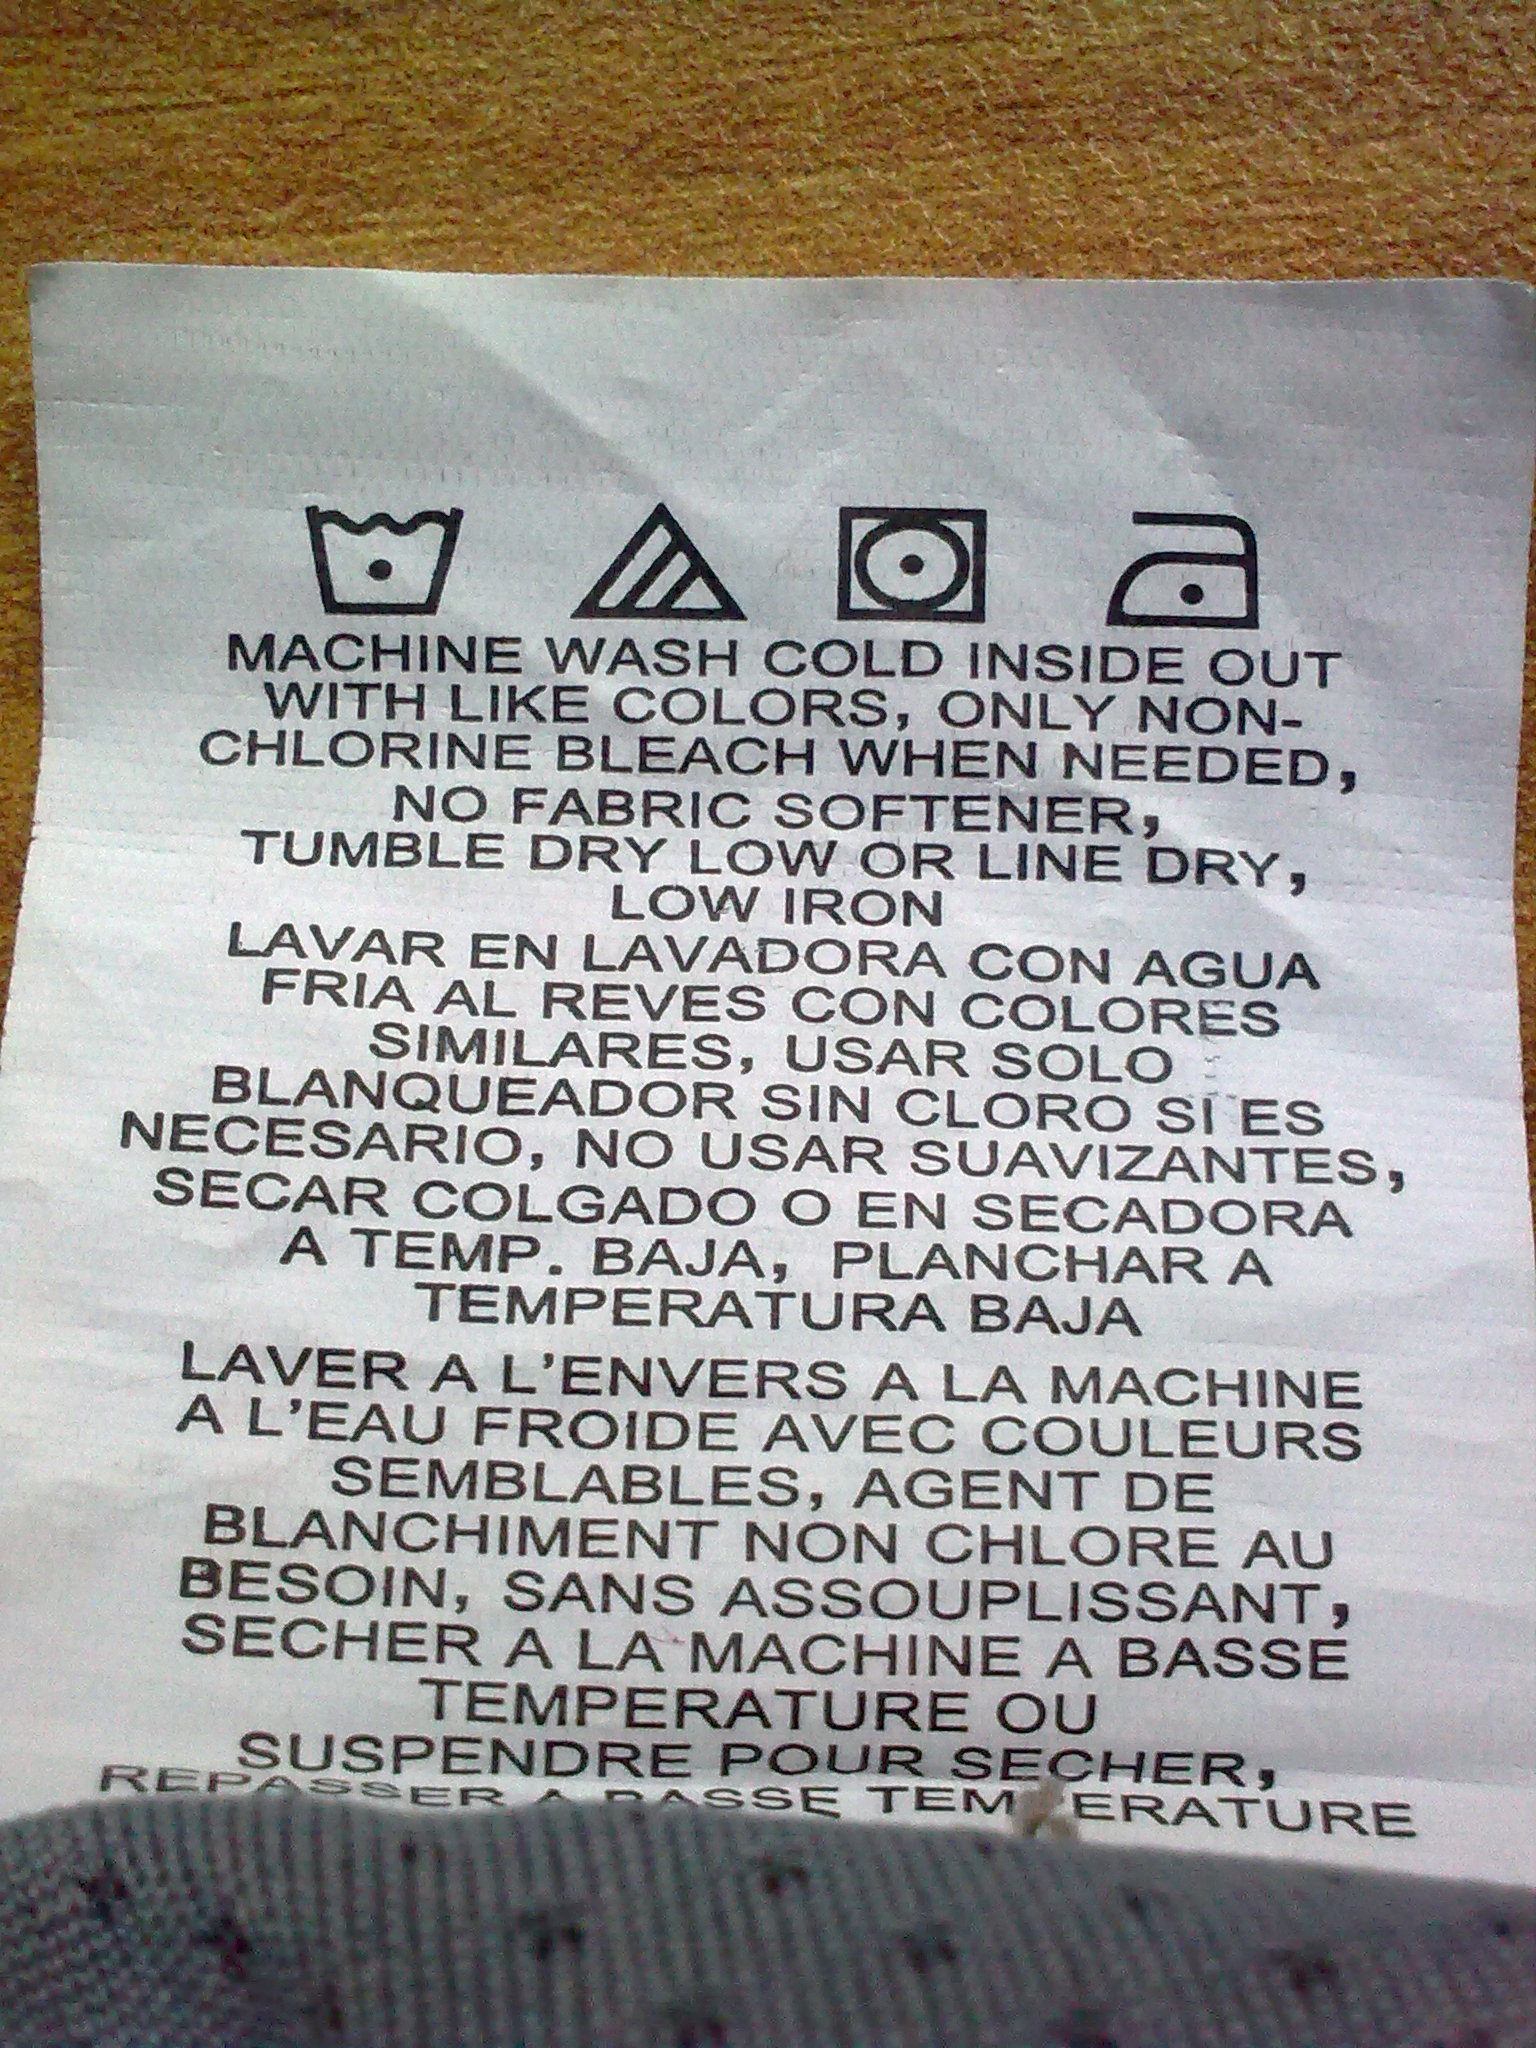 MACHINE WASH COLD INSIDE OUT
WITH LIKE COLORS, ONLY NON-
CHLORINE BLEACH WHEN NEEDED,
NO FABRIC SOFTENER,
TUMBLE DRY LOW OR LINE DRY,
LOW IRON
LAVAR EN LAVADORA CON AGUA
FRIA AL REVES CON COLORES
SIMILARES, USAR SOLO
BLANQUEADOR SIN CLORO SI ES
NECESARIO, NO USAR SUAVIZANTES,
SECAR COLGADO O EN SECADORA
A TEMP. BAJA, PLANCHAR A
TEMPERATURA BAJA
LAVER A L'ENVERS A LA MACHINE
A L'EAU FROIDE AVEC COULEURS
SEMBLABLES, AGENT DE
BLANCHIMENT NON CHLORE AU
BESOIN, SANS ASSOUPLISSANT,
SECHER A LA MACHINE A BASSE
TEMPERATURE OU
SUSPENDRE POUR SECHER,
REPASSER A BASSE TEMPERATURE